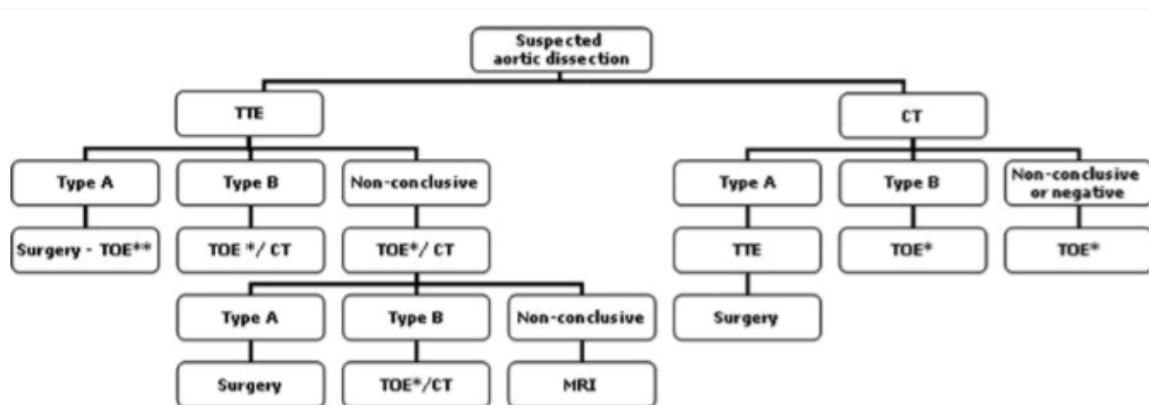 Suspected
aortic dissection
TTE
CT
Type A
Type B
Non-conclusive
Type A
Type B
Non-conclusive
or negative
Surgery - TOE**
TOE */ CT
TOE*/ CT
TTE
TOE*
TOE*
Type A
Type B
Non-conclusive
Surgery
Surgery
TOE*/CT
MRI